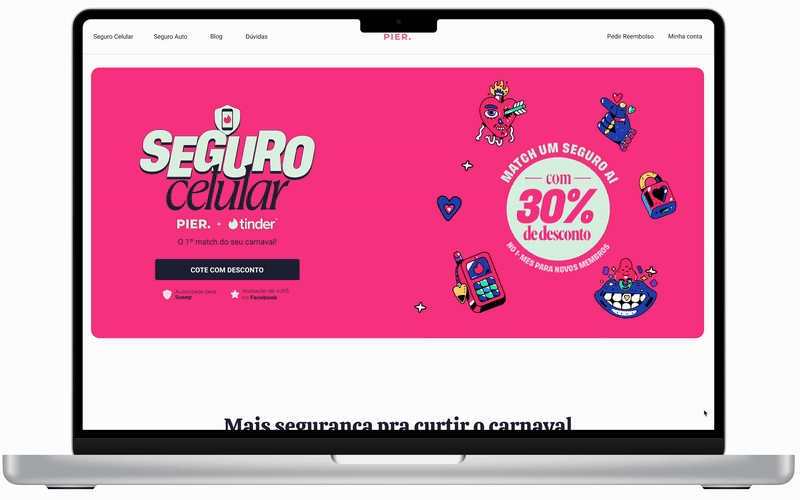 Seguro Celular Seguro Auto Blog Dúvidas PIER. Pedir Reembolso Minha conta
SEGURO
celular
PIER. + tinder
O 1º match do seu carnaval!
COTE COM DESCONTO
Autorizado pela
Susep
Avaliação de 4,8/5
no Facebook
MATCH UM SEGURO AÍ
com
30%
de desconto
NO 1º MÊS PARA NOVOS MEMBROS
Mais segurança pra curtir o carnaval